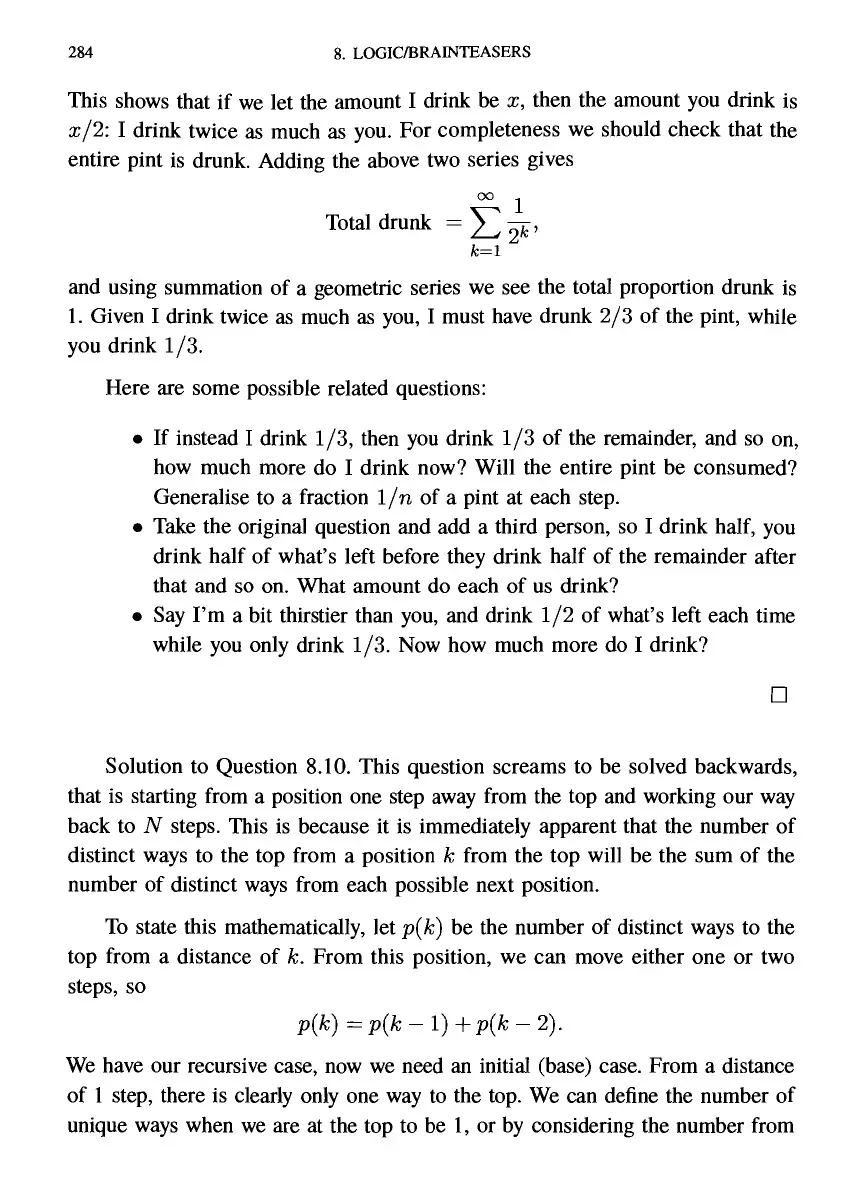 284 8. LOGIC/BRAINTEASERS
This shows that if we let the amount I drink be x, then the amount you drink is
x/2: I drink twice as much as you. For completeness we should check that the
entire pint is drunk. Adding the above two series gives
Total drunk = ∑_{k=1}^{∞} 1/2^k,
and using summation of a geometric series we see the total proportion drunk is
1. Given I drink twice as much as you, I must have drunk 2/3 of the pint, while
you drink 1/3.
Here are some possible related questions:
• If instead I drink 1/3, then you drink 1/3 of the remainder, and so on,
how much more do I drink now? Will the entire pint be consumed?
Generalise to a fraction 1/n of a pint at each step.
• Take the original question and add a third person, so I drink half, you
drink half of what's left before they drink half of the remainder after
that and so on. What amount do each of us drink?
• Say I'm a bit thirstier than you, and drink 1/2 of what's left each time
while you only drink 1/3. Now how much more do I drink?
□
Solution to Question 8.10. This question screams to be solved backwards,
that is starting from a position one step away from the top and working our way
back to N steps. This is because it is immediately apparent that the number of
distinct ways to the top from a position k from the top will be the sum of the
number of distinct ways from each possible next position.
To state this mathematically, let p(k) be the number of distinct ways to the
top from a distance of k. From this position, we can move either one or two
steps, so
p(k) = p(k − 1) + p(k − 2).
We have our recursive case, now we need an initial (base) case. From a distance
of 1 step, there is clearly only one way to the top. We can define the number of
unique ways when we are at the top to be 1, or by considering the number from